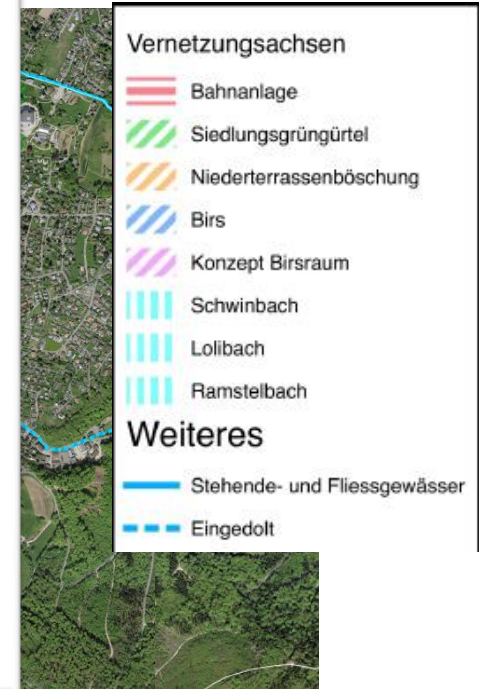 Vernetzungsachsen
Bahnanlage
Siedlungsgrüngürtel
Niederterrassenböschung
Birs
Konzept Birsraum
Schwinbach
Lolibach
Ramstelbach
Weiteres
Stehende- und Fliessgewässer
Eingedolt